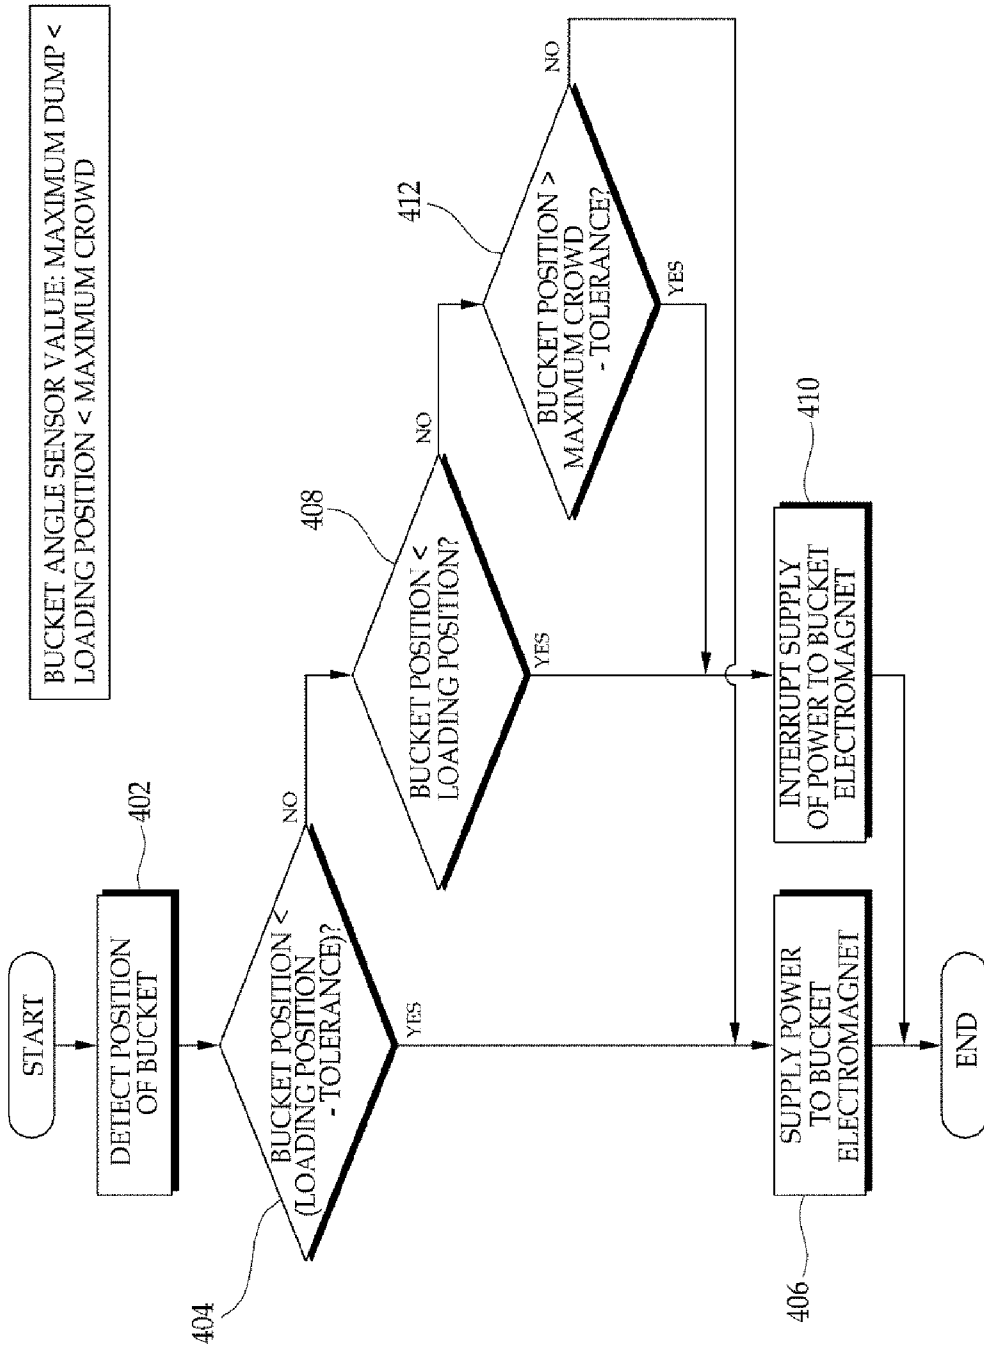 BUCKET ANGLE SENSOR VALUE: MAXIMUM DUMP <
LOADING POSITION < MAXIMUM CROWD
START
DETECT POSITION
OF BUCKET
402
BUCKET POSITION <
(LOADING POSITION
- TOLERANCE)?
404
NO
YES
BUCKET POSITION <
LOADING POSITION?
408
NO
YES
BUCKET POSITION >
MAXIMUM CROWD
- TOLERANCE?
412
NO
YES
SUPPLY POWER
TO BUCKET
ELECTROMAGNET
406
INTERRUPT SUPPLY
OF POWER TO BUCKET
ELECTROMAGNET
410
END